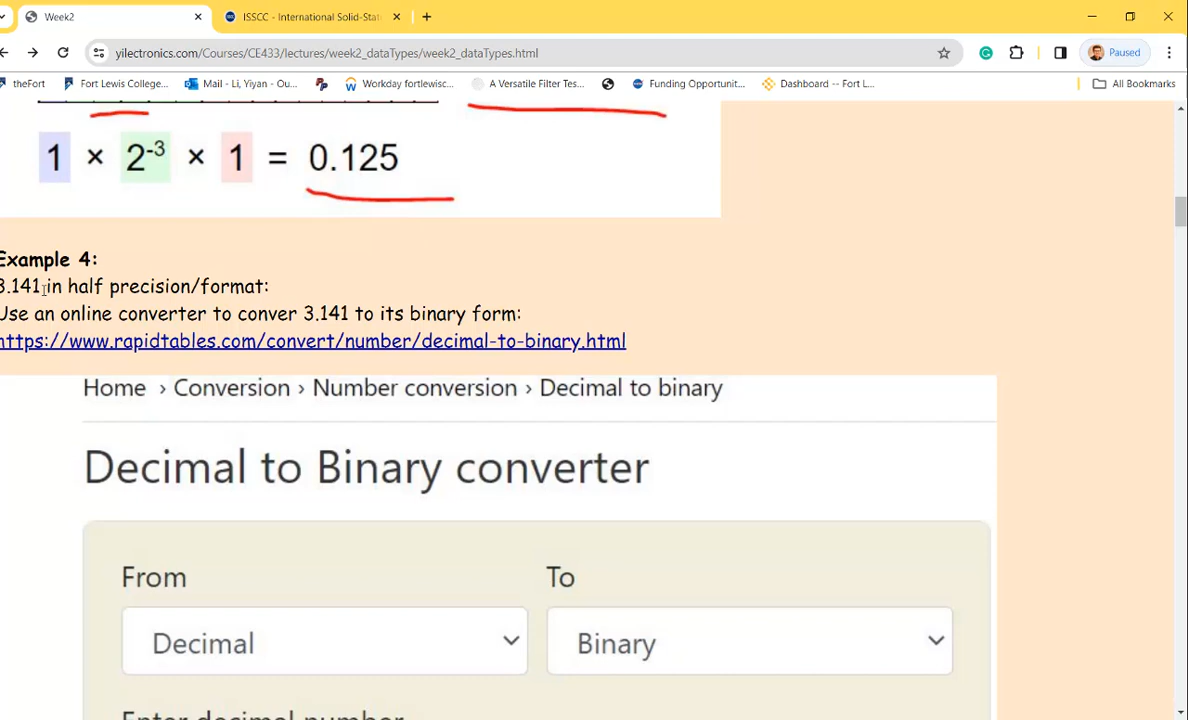 Week2
ISSCC - International Solid-Stat
yilectronics.com/Courses/CE433/lectures/week2_dataTypes/week2_dataTypes.html
Paused
theFort
Fort Lewis College...
Mail - Li, Yiyan - Ou...
Workday fortlewisc...
A Versatile Filter Tes...
Funding Opportunit...
Dashboard -- Fort L...
All Bookmarks
1 × 2-3 × 1 = 0.125
Example 4:
3.141 in half precision/format:
Use an online converter to conver 3.141 to its binary form:
https://www.rapidtables.com/convert/number/decimal-to-binary.html
Home › Conversion › Number conversion › Decimal to binary
Decimal to Binary converter
From To
Decimal Binary
Enter decimal number